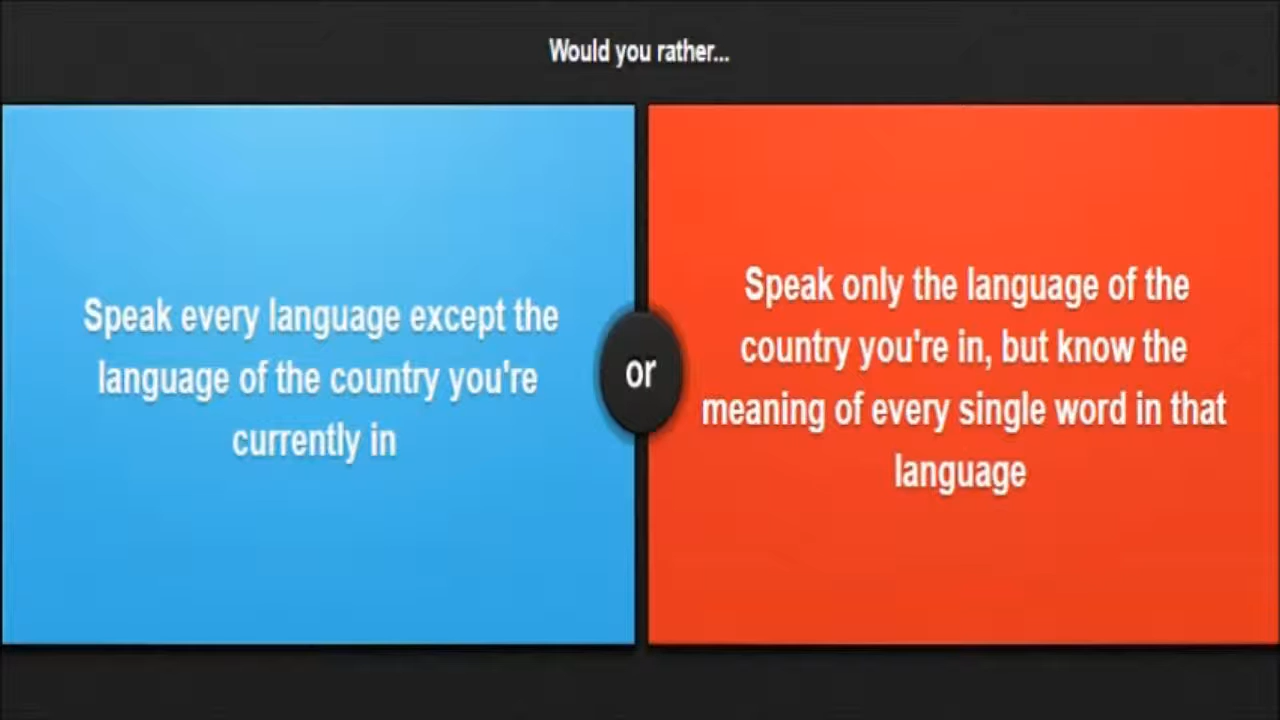 Would you rather...
Speak every language except the
language of the country you're
currently in
or
Speak only the language of the
country you're in, but know the
meaning of every single word in that
language